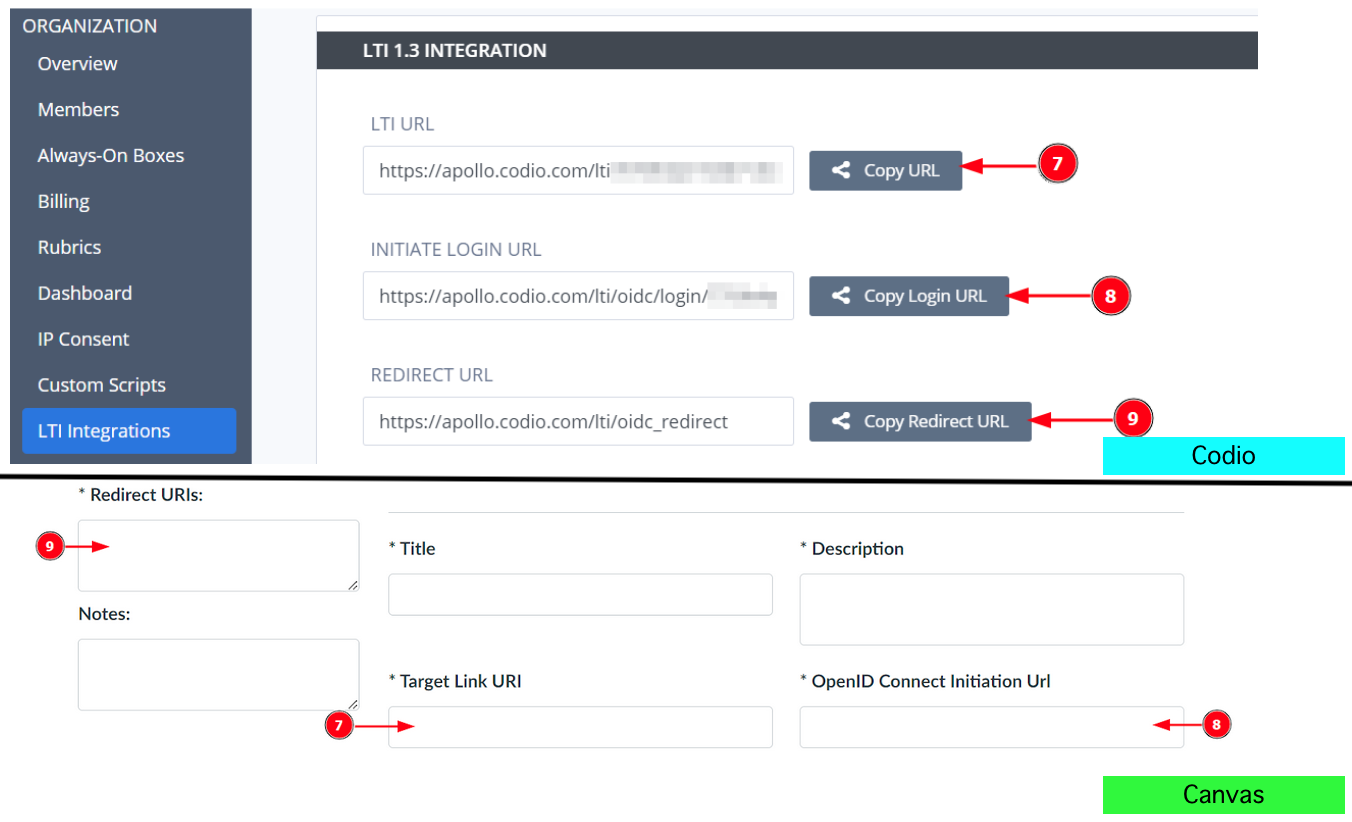 ORGANIZATION
Overview
Members
Always-On Boxes
Billing
Rubrics
Dashboard
IP Consent
Custom Scripts
LTI Integrations
LTI 1.3 INTEGRATION
LTI URL
https://apollo.codio.com/lti
Copy URL
7
INITIATE LOGIN URL
https://apollo.codio.com/lti/oidc/login/
Copy Login URL
8
REDIRECT URL
https://apollo.codio.com/lti/oidc_redirect
Copy Redirect URL
9
Codio
* Redirect URIs:
9
Notes:
* Title
* Description
* Target Link URI
7
* OpenID Connect Initiation Url
8
Canvas